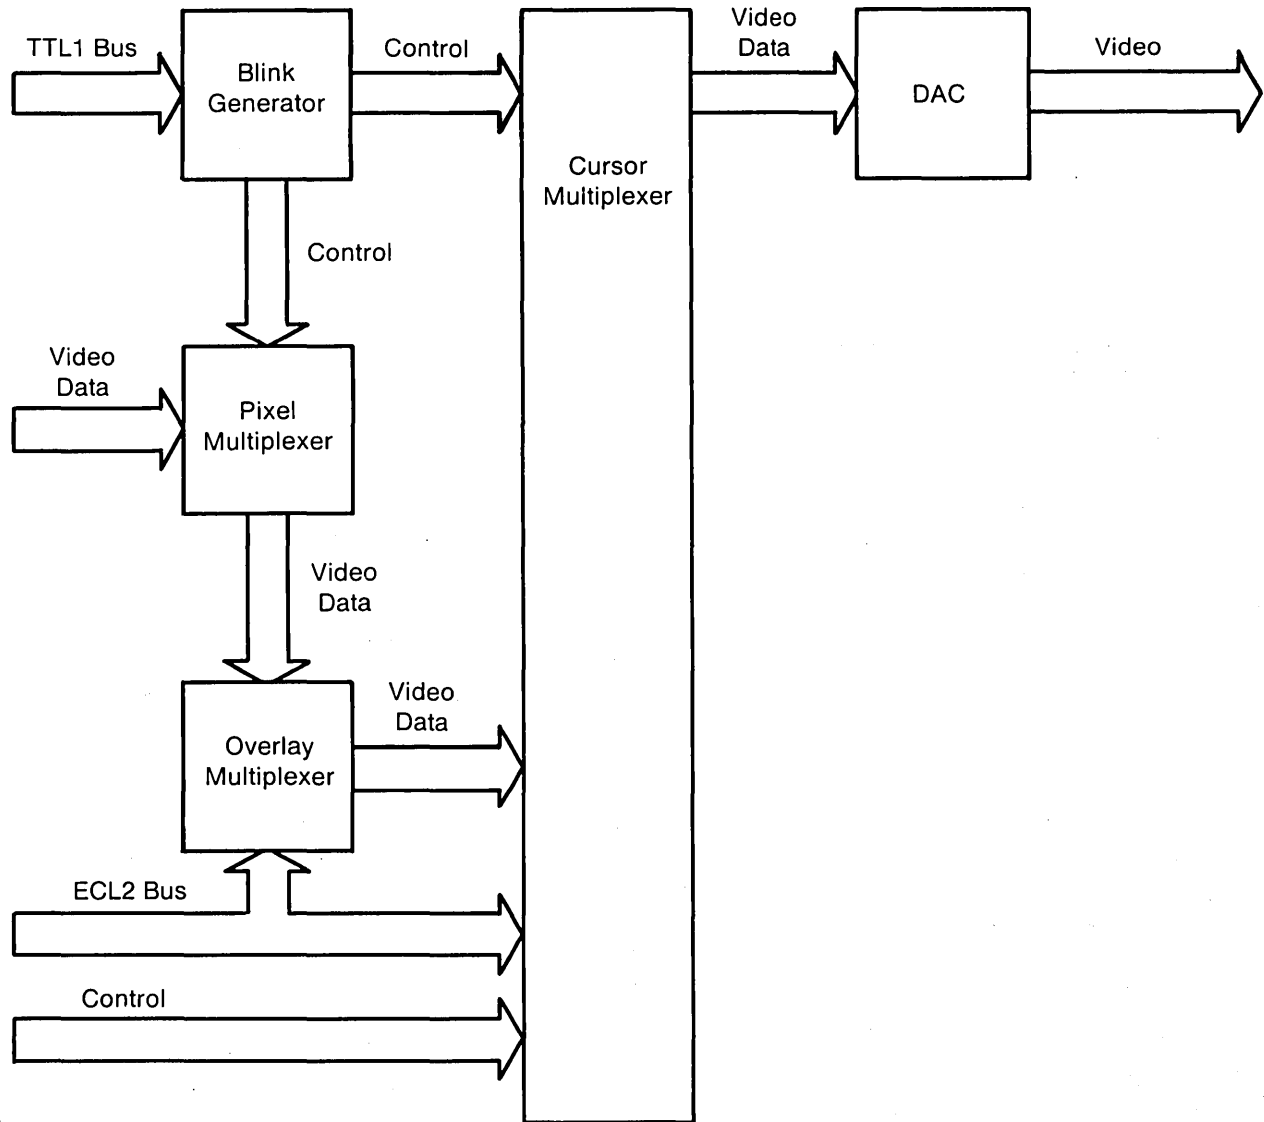 TTL1 Bus
Blink
Generator
Control
Cursor
Multiplexer
Video
Data
DAC
Video
Control
Video
Data
Pixel
Multiplexer
Video
Data
Overlay
Multiplexer
Video
Data
ECL2 Bus
Control